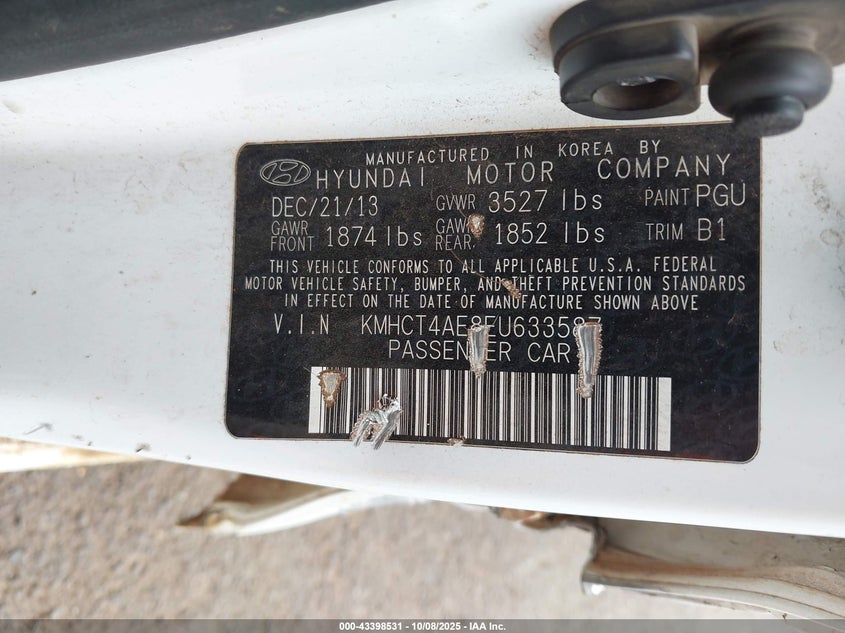 MANUFACTURED IN KOREA BY
HYUNDAI MOTOR COMPANY
DEC/21/13 GVWR 3527 lbs PAINT PGU
GAWR FRONT 1874 lbs GAWR REAR 1852 lbs TRIM B1
THIS VEHICLE CONFORMS TO ALL APPLICABLE U.S.A. FEDERAL
MOTOR VEHICLE SAFETY, BUMPER, AND THEFT PREVENTION STANDARDS
IN EFFECT ON THE DATE OF MANUFACTURE SHOWN ABOVE
V.I.N KMHCT4AE8EU633587
PASSENGER CAR
000-43398531 - 10/08/2025 - IAA Inc.